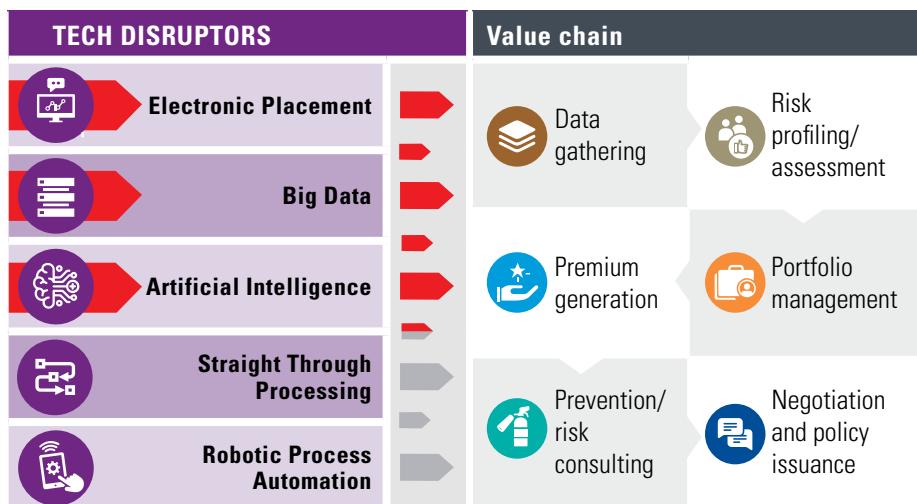 TECH DISRUPTORS
Electronic Placement
Big Data
Artificial Intelligence
Straight Through
Processing
Robotic Process
Automation
Value chain
Data
gathering
Risk
profiling/
assessment
Premium
generation
Portfolio
management
Prevention/
risk
consulting
Negotiation
and policy
issuance